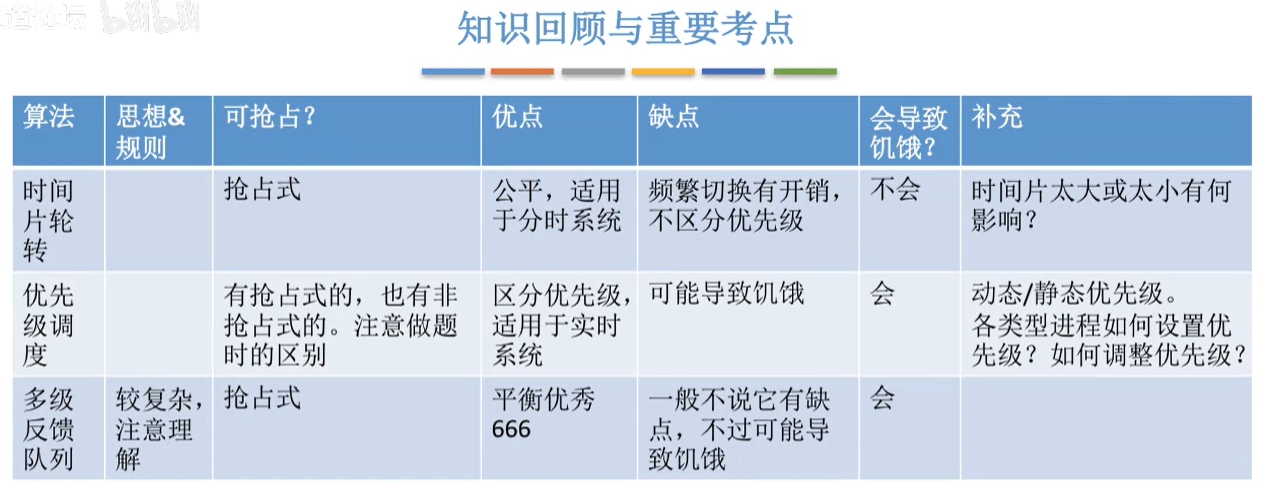 知识回顾与重要考点
算法
思想&
规则
可抢占？
优点
缺点
会导致
饥饿？
补充
时间
片轮
转
抢占式
公平，适用
于分时系统
频繁切换有开销，
不区分优先级
不会
时间片太大或太小有何
影响？
优先
级调
度
有抢占式的，也有非
抢占式的。注意做题
时的区别
区分优先级，
适用于实时
系统
可能导致饥饿
会
动态/静态优先级。
各类型进程如何设置优
先级？如何调整优先级？
多级
反馈
队列
较复杂，
注意理
解
抢占式
平衡优秀
666
一般不说它有缺
点，不过可能导
致饥饿
会